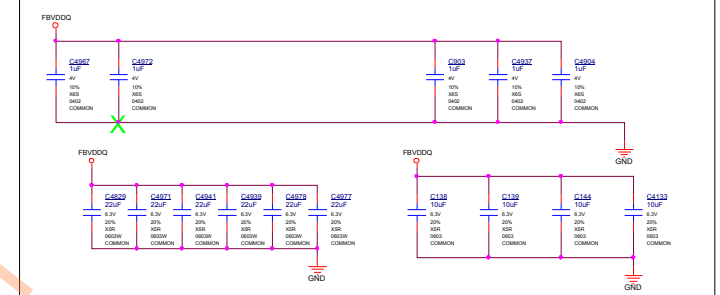 FBVDDQ
C4967
1uF
4V
10%
X6S
0402
COMMON
C4972
1uF
4V
10%
X6S
0402
COMMON
C903
1uF
4V
10%
X6S
0402
COMMON
C4937
1uF
4V
10%
X6S
0402
COMMON
C4904
1uF
4V
10%
X6S
0402
COMMON
GND
FBVDDQ
C4829
22uF
6.3V
20%
X5R
0603W
COMMON
C4971
22uF
6.3V
20%
X5R
0603W
COMMON
C4941
22uF
6.3V
20%
X5R
0603W
COMMON
C4939
22uF
6.3V
20%
X5R
0603W
COMMON
C4978
22uF
6.3V
20%
X5R
0603W
COMMON
C4977
22uF
6.3V
20%
X5R
0603W
COMMON
GND
FBVDDQ
C138
10uF
6.3V
20%
X5R
0603
COMMON
C139
10uF
6.3V
20%
X5R
0603
COMMON
C144
10uF
6.3V
20%
X5R
0603
COMMON
C4133
10uF
6.3V
20%
X5R
0603
COMMON
GND